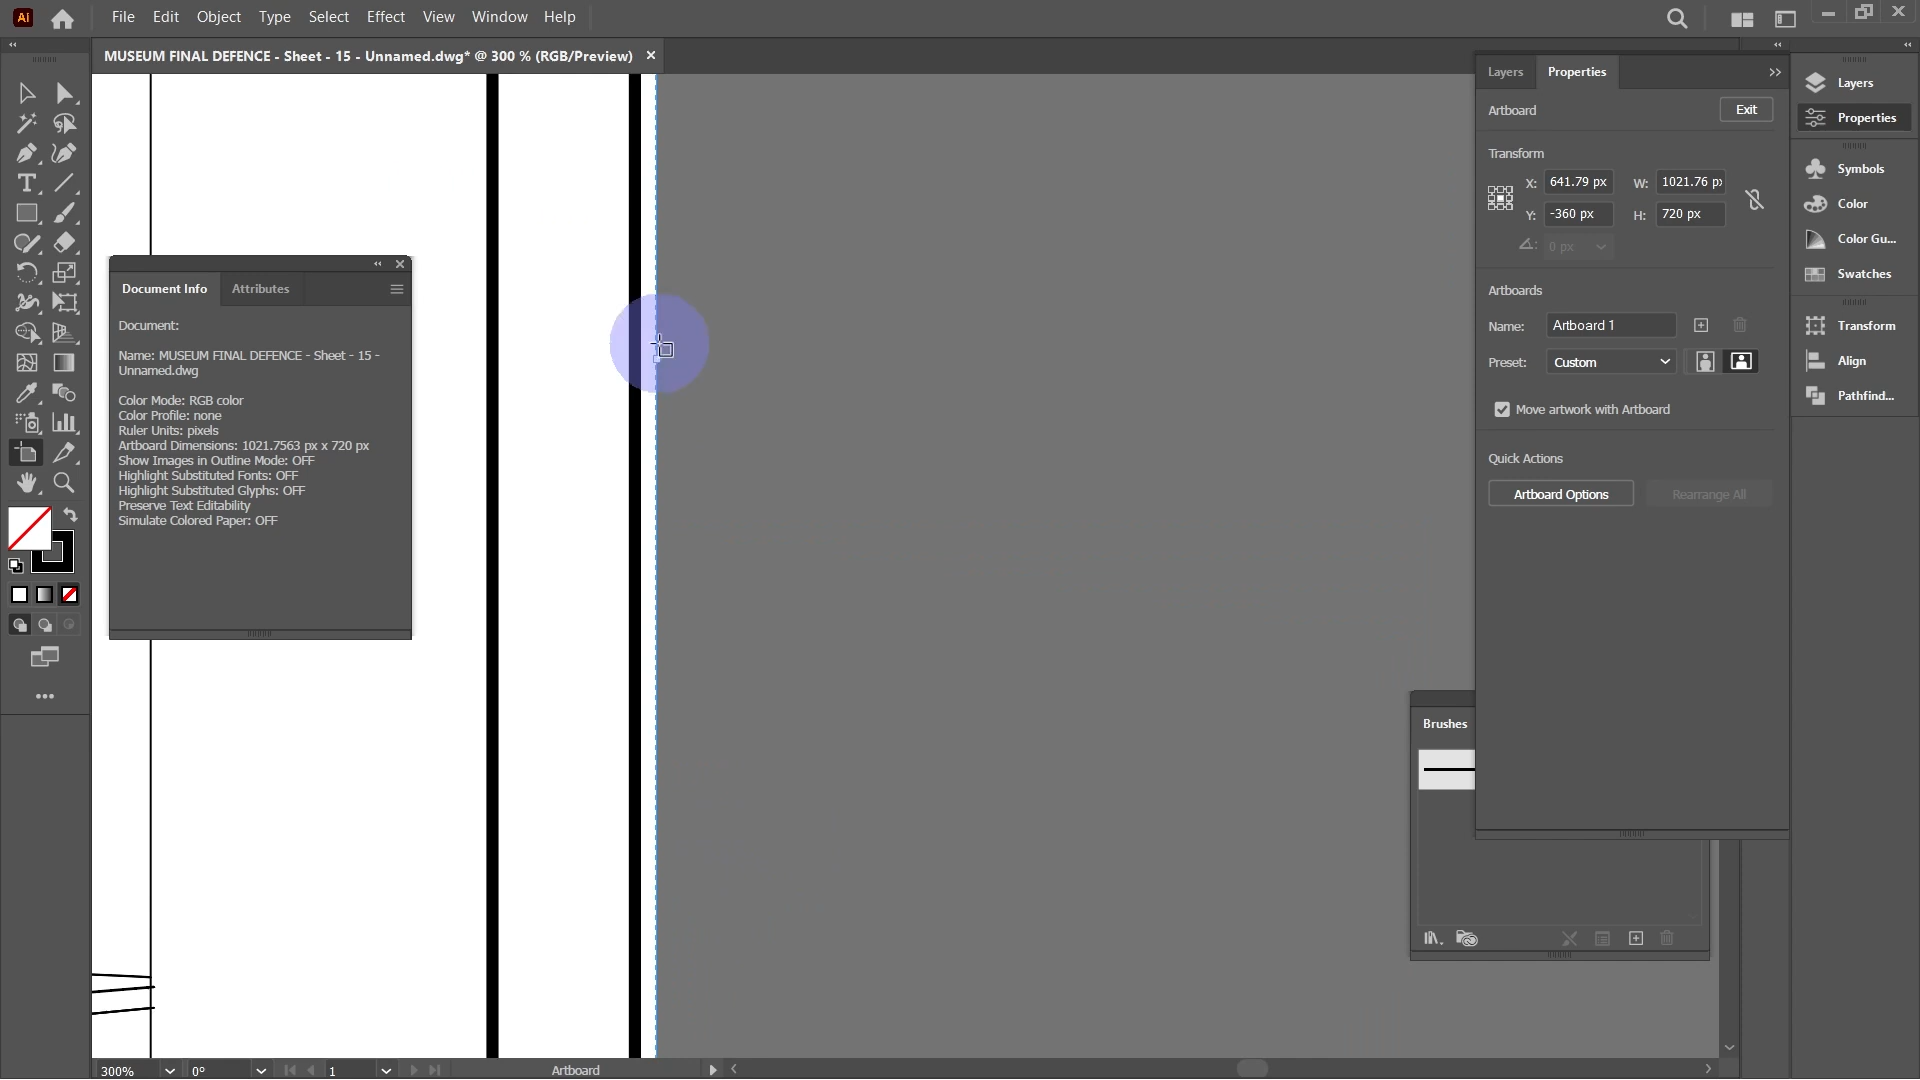 Ai
File Edit Object Type Select Effect View Window Help
MUSEUM FINAL DEFENCE - Sheet - 15 - Unnamed.dwg* @ 300 % (RGB/Preview)
Document Info Attributes
Document:
Name: MUSEUM FINAL DEFENCE - Sheet - 15 -
Unnamed.dwg
Color Mode: RGB color
Color Profile: none
Ruler Units: pixels
Artboard Dimensions: 1021.7563 px x 720 px
Show Images in Outline Mode: OFF
Highlight Substituted Fonts: OFF
Highlight Substituted Glyphs: OFF
Preserve Text Editability
Simulate Colored Paper: OFF
Layers Properties
Artboard Exit
Transform
X: 641.79 px W: 1021.76 px
Y: -360 px H: 720 px
0 px
Artboards
Name: Artboard 1
Preset: Custom
Move artwork with Artboard
Quick Actions
Artboard Options Rearrange All
Brushes
Layers
Properties
Symbols
Color
Color Gu...
Swatches
Transform
Align
Pathfind...
300% 0° 1 Artboard